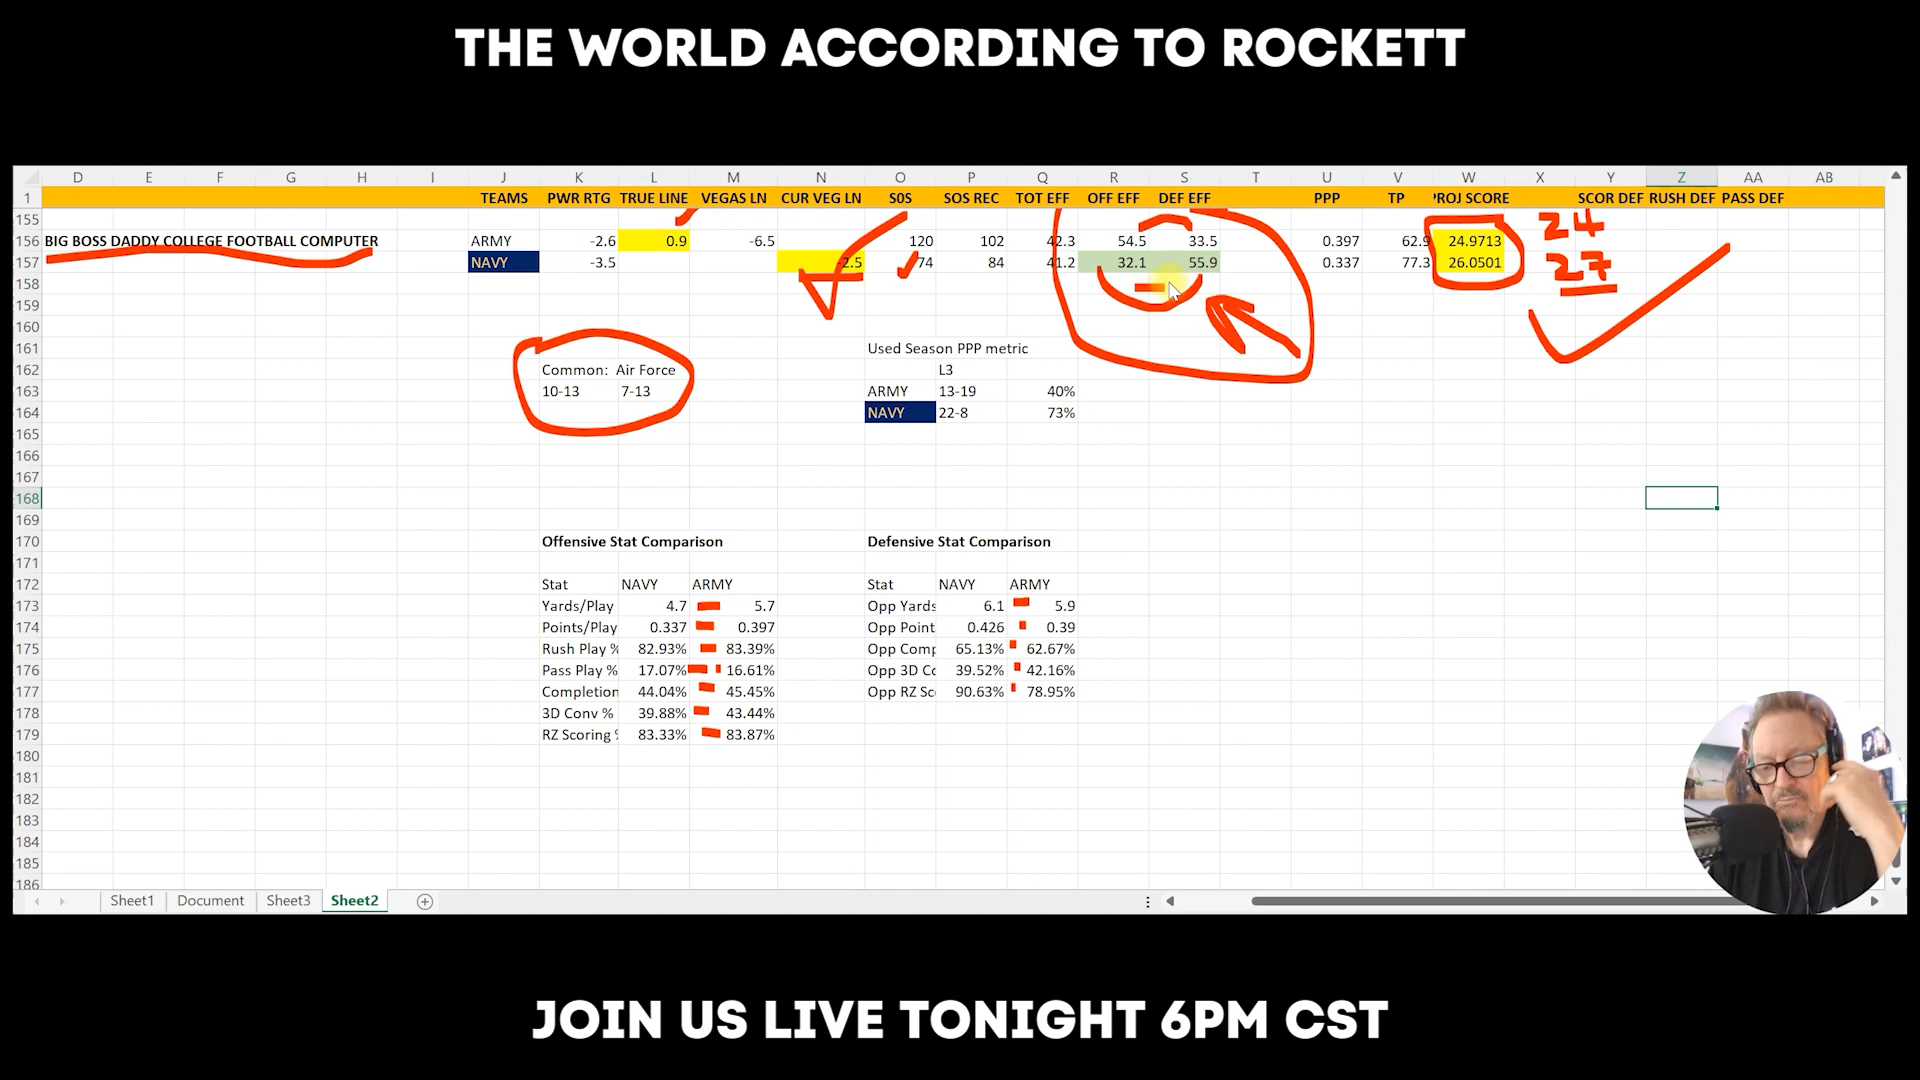 THE WORLD ACCORDING TO ROCKETT
D E F G H I J K L M N O P Q R S T U V W X Y Z AA AB
1 TEAMS PWR RTG TRUE LINE VEGAS LN CUR VEG LN S0S SOS REC TOT EFF OFF EFF DEF EFF PPP TP ROJ SCORE SCOR DEF RUSH DEF PASS DEF
155 24
156 BIG BOSS DADDY COLLEGE FOOTBALL COMPUTER ARMY -2.6 0.9 -6.5 120 102 42.3 54.5 33.5 0.397 62.9 24.9713
157 NAVY -3.5 -2.5 74 84 41.2 32.1 55.9 0.337 77.3 26.0501 27
158
159
160
161 Used Season PPP metric
162 Common: Air Force L3
163 10-13 7-13 ARMY 13-19 40%
164 NAVY 22-8 73%
165
166
167
168
169
170 Offensive Stat Comparison Defensive Stat Comparison
171
172 Stat NAVY ARMY Stat NAVY ARMY
173 Yards/Play 4.7 5.7 Opp Yards 6.1 5.9
174 Points/Play 0.337 0.397 Opp Point 0.426 0.39
175 Rush Play % 82.93% 83.39% Opp Comp 65.13% 62.67%
176 Pass Play % 17.07% 16.61% Opp 3D Co 39.52% 42.16%
177 Completion 44.04% 45.45% Opp RZ Sc 90.63% 78.95%
178 3D Conv % 39.88% 43.44%
179 RZ Scoring 83.33% 83.87%
180
181
182
183
184
185
186
Sheet1 Document Sheet3 Sheet2
JOIN US LIVE TONIGHT 6PM CST